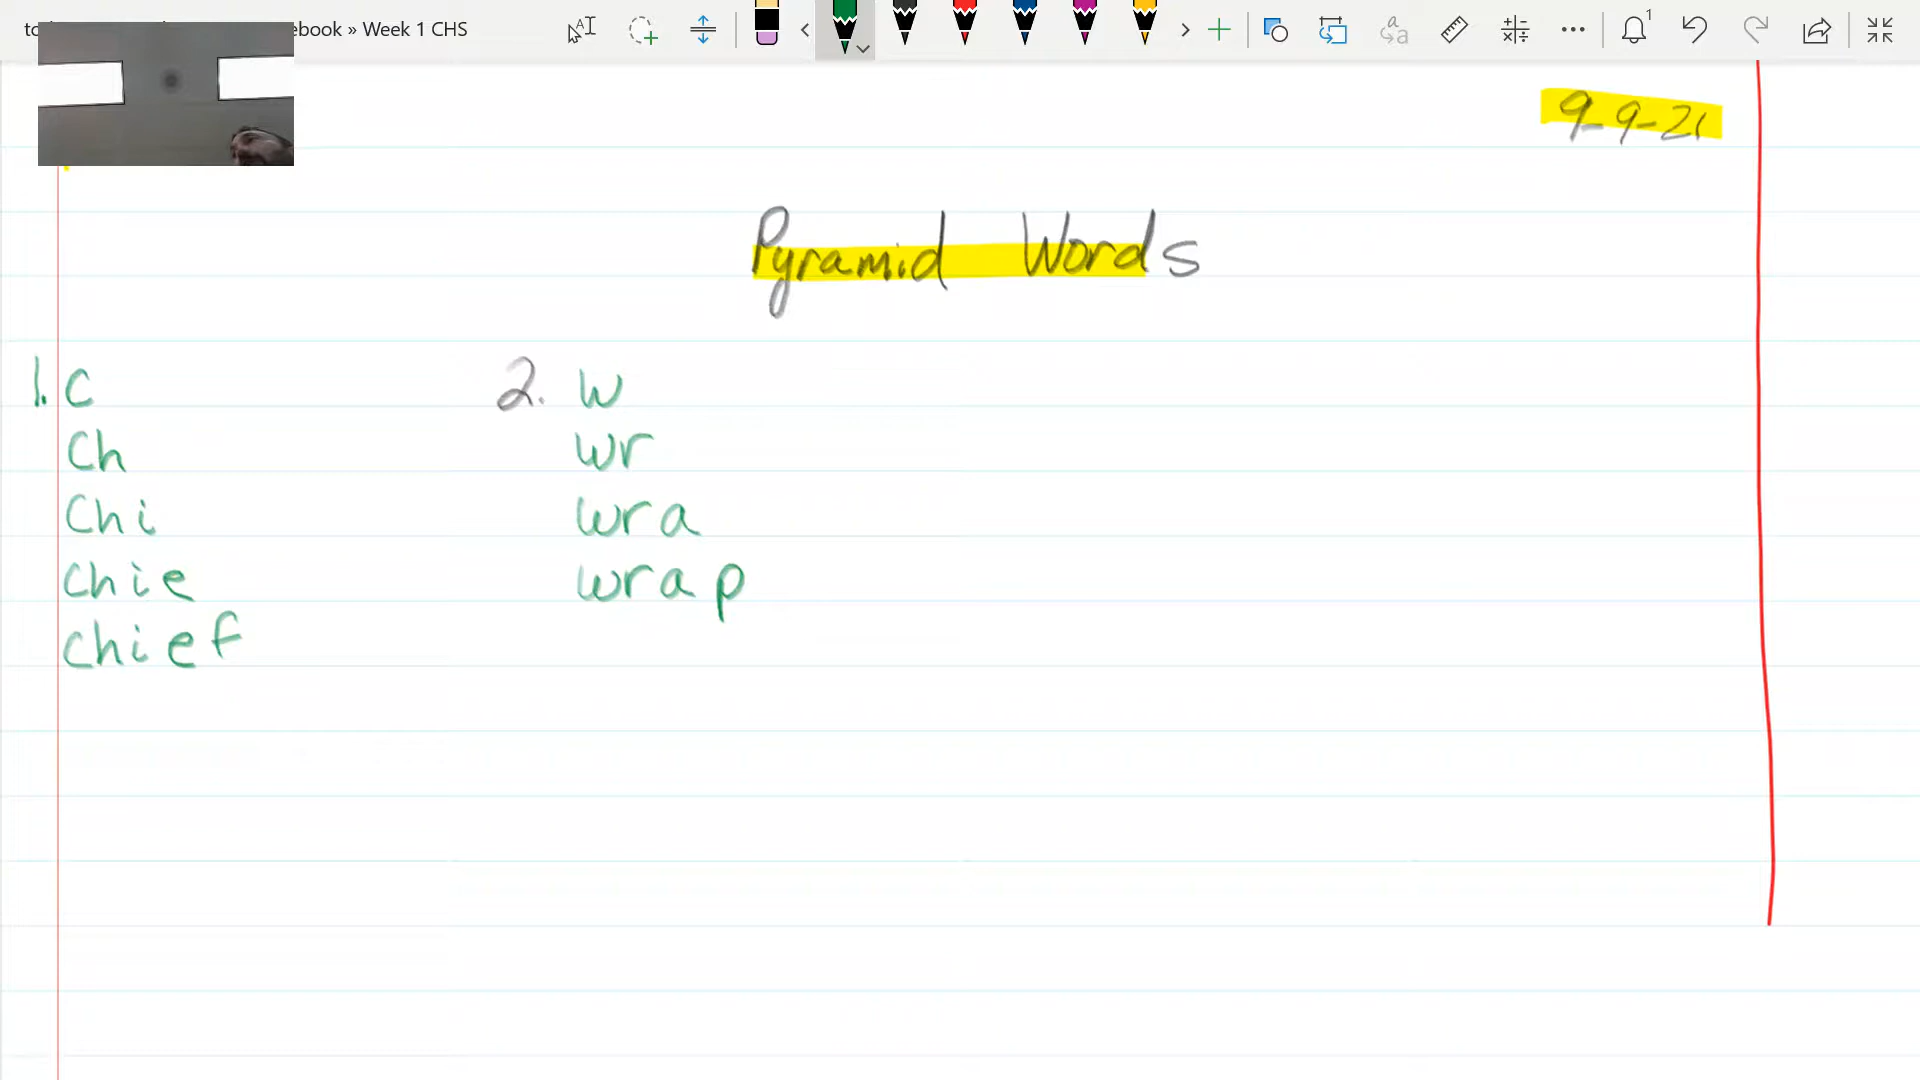 ebook » Week 1 CHS
9-9-21
Pyramid Words
1. C
Ch
Chi
Chie
chief
2. w
wr
wra
wrap